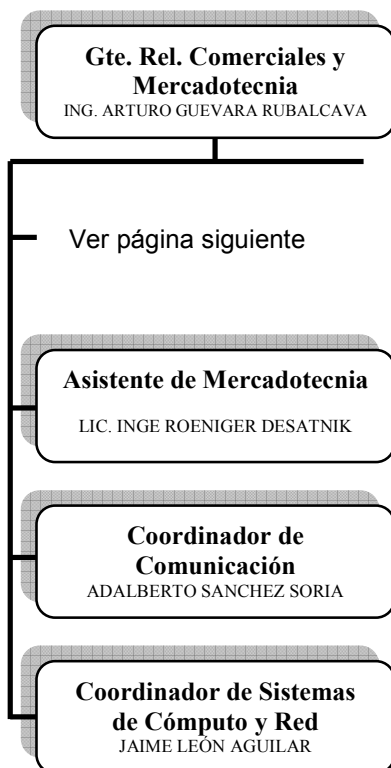 Gte. Rel. Comerciales y
Mercadotecnia
ING. ARTURO GUEVARA RUBALCAVA
Ver página siguiente
Asistente de Mercadotecnia
LIC. INGE ROENIGER DESATNIK
Coordinador de
Comunicación
ADALBERTO SANCHEZ SORIA
Coordinador de Sistemas
de Cómputo y Red
JAIME LEÓN AGUILAR